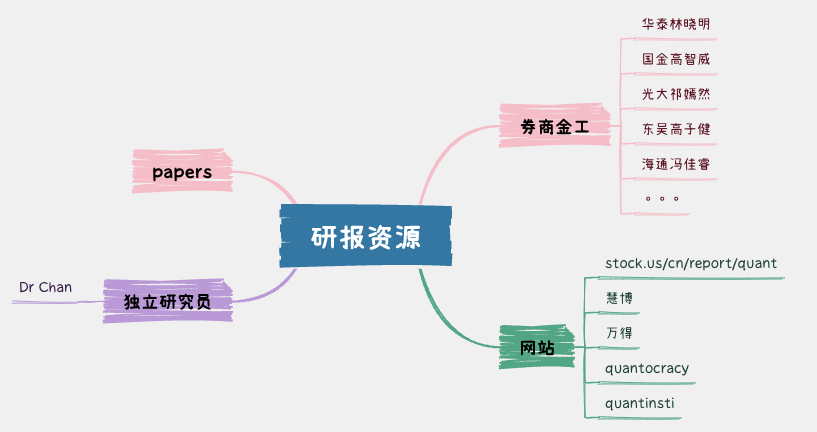 研报资源
券商金工
华泰林晓明
国金高智威
光大祁嫣然
东吴高子健
海通冯佳睿
。。。
网站
stock.us/cn/report/quant
慧博
万得
quantocracy
quantinsti
papers
独立研究员
Dr Chan